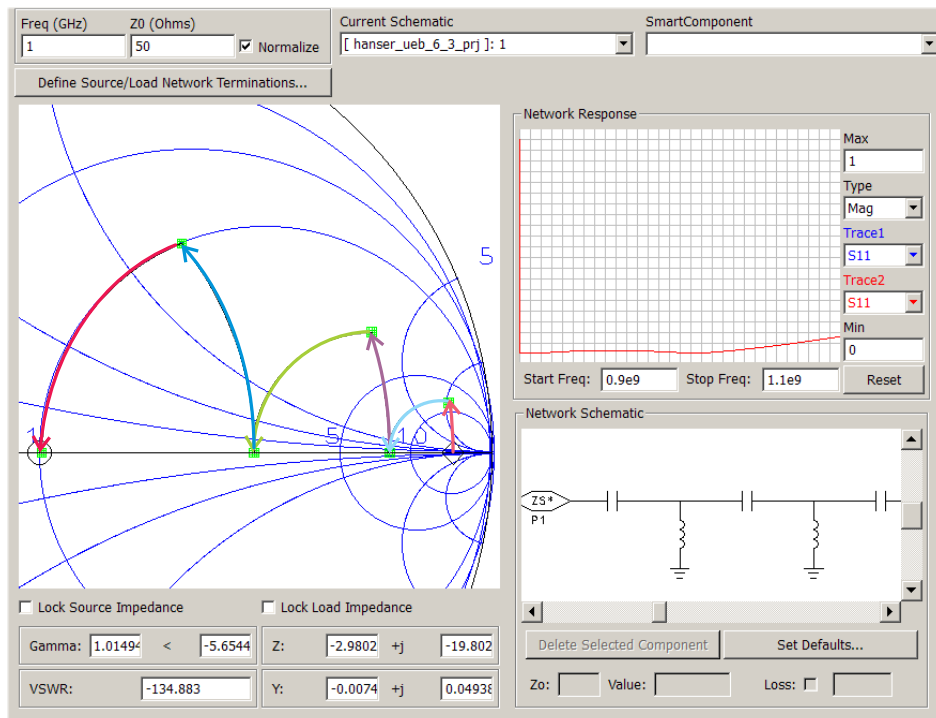 Freq (GHz) Z0 (Ohms) Current Schematic SmartComponent
1 50 Normalize [ hanser_ueb_6_3_prj ]: 1
Define Source/Load Network Terminations...
Network Response
Max
1
Type
Mag
Trace1
S11
Trace2
S11
Min
0
Start Freq: 0.9e9 Stop Freq: 1.1e9 Reset
5
1 5 10
Network Schematic
ZS*
P1
Lock Source Impedance Lock Load Impedance
Gamma: 1.01494 < -5.6544 Z: -2.9802 +j -19.802
VSWR: -134.883 Y: -0.0074 +j 0.04938
Delete Selected Component Set Defaults...
Zo: Value: Loss: